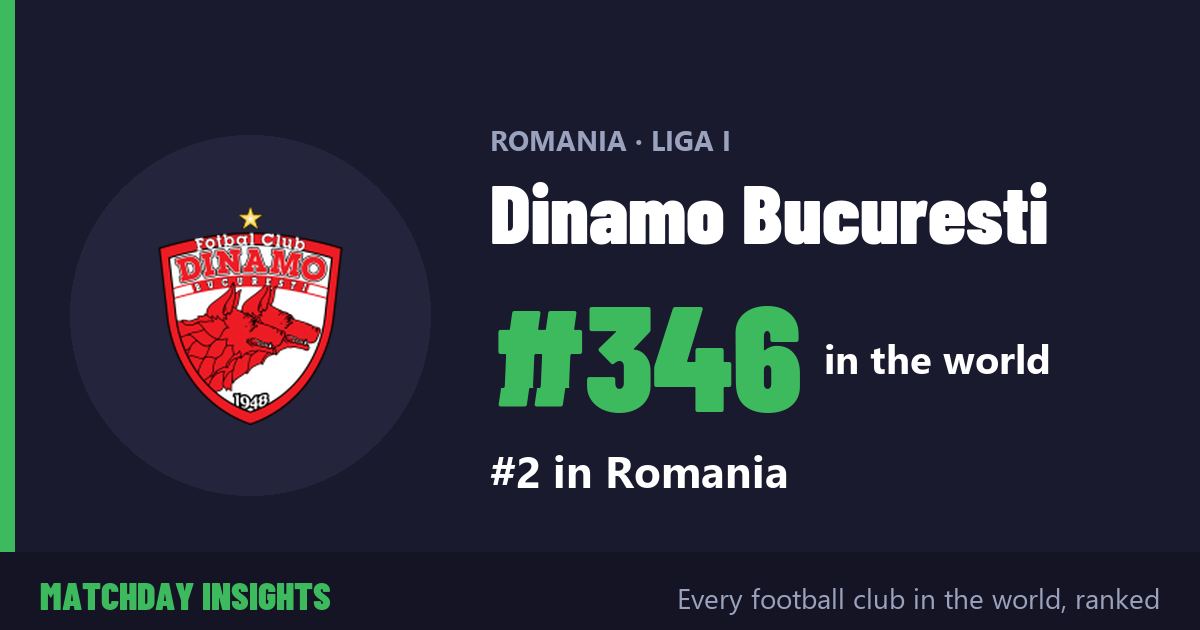 ROMANIA · LIGA I
Dinamo Bucuresti
Fotbal Club
DINAMO
BUCURESTI
1948
#346 in the world
#2 in Romania
MATCHDAY INSIGHTS
Every football club in the world, ranked